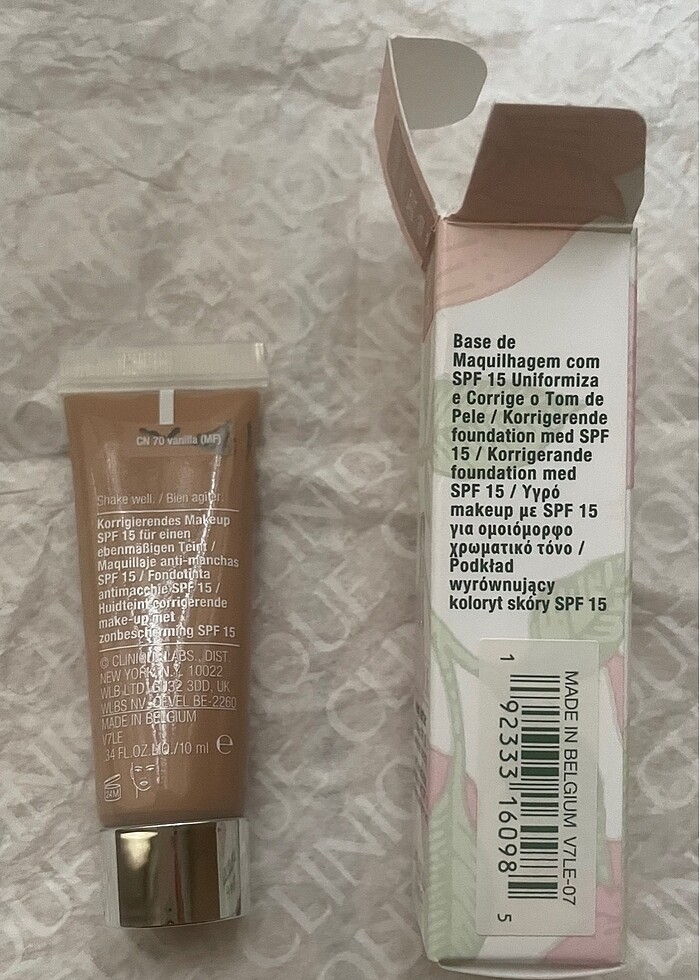 CN 70 vanilla (MF)
Shake well. / Bien agiter.
Korrigierendes Makeup
SPF 15 für einen
ebenmäßigen Teint /
Maquillaje anti-manchas
SPF 15 / Fondotinta
antimacchie SPF 15 /
Huidteint corrigerende
make-up met
zonbescherming SPF 15
© CLINIQUE LABS., DIST.
NEW YORK, N.Y. 10022
WLB LTD, GU32 3DD, UK
WLBS NV-OEVEL BE-2260
MADE IN BELGIUM
V7LE
.34 FL.OZ.LIQ./10 ml e
24M
Base de
Maquilhagem com
SPF 15 Uniformiza
e Corrige o Tom de
Pele / Korrigerende
foundation med SPF
15 / Korrigerande
foundation med
SPF 15 / Υγρό
makeup με SPF 15
για ομοιόμορφο
χρωματικό τόνο /
Podkład
wyrównujący
koloryt skóry SPF 15
MADE IN BELGIUM V7LE-07
1 92333 16098 5
CLINIQUE